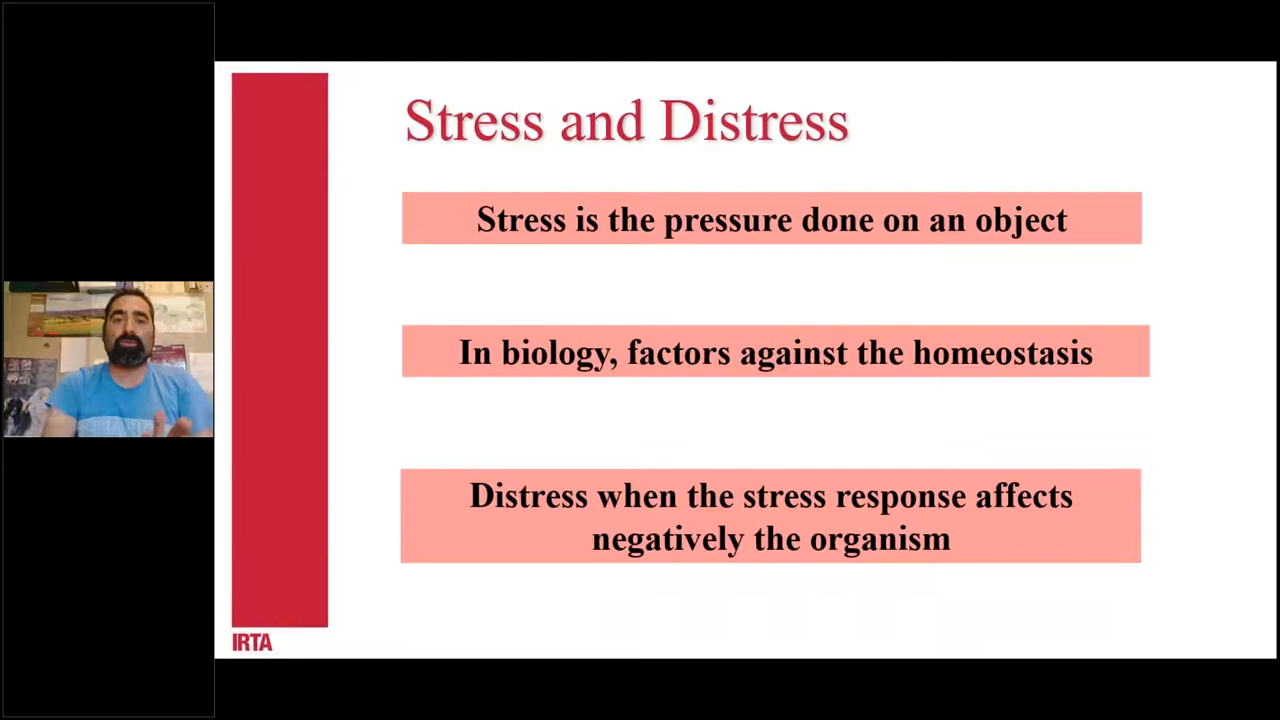 Stress and Distress
Stress is the pressure done on an object
In biology, factors against the homeostasis
Distress when the stress response affects
negatively the organism
IRTA